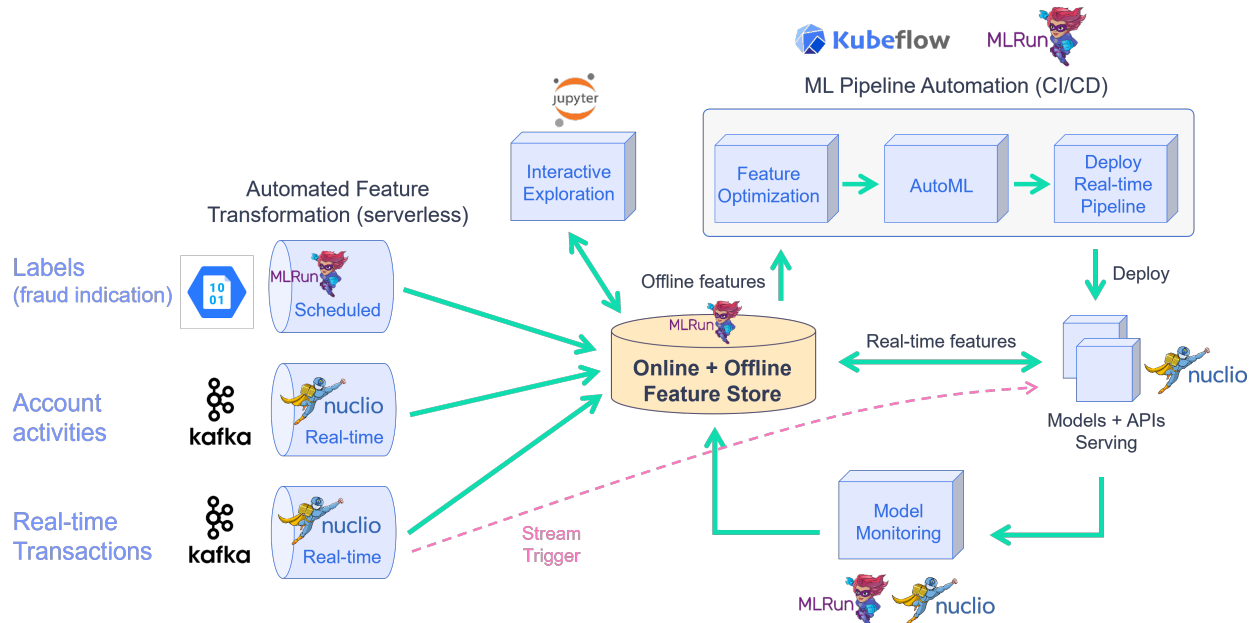 Kubeflow
MLRun
ML Pipeline Automation (CI/CD)
jupyter
Interactive
Exploration
Feature
Optimization
AutoML
Deploy
Real-time
Pipeline
Automated Feature
Transformation (serverless)
Labels
(fraud indication)
10
01
MLRun
Scheduled
Offline features
Deploy
MLRun
Online + Offline
Feature Store
Real-time features
nuclio
Models + APIs
Serving
Account
activities
kafka
nuclio
Real-time
Real-time
Transactions
kafka
nuclio
Real-time
Stream
Trigger
Model
Monitoring
MLRun
nuclio